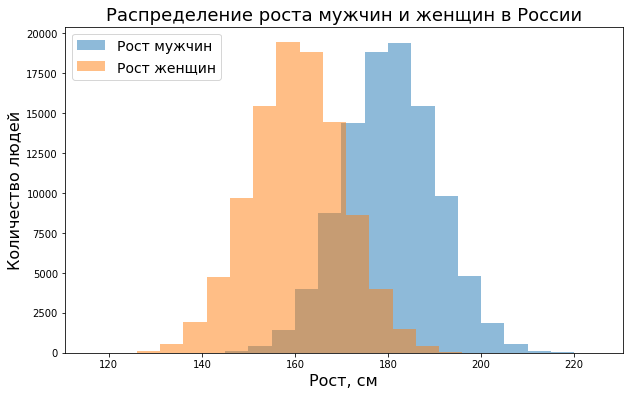 Распределение роста мужчин и женщин в России
Рост мужчин
Рост женщин
Количество людей
20000
17500
15000
12500
10000
7500
5000
2500
0
120 140 160 180 200 220
Рост, см